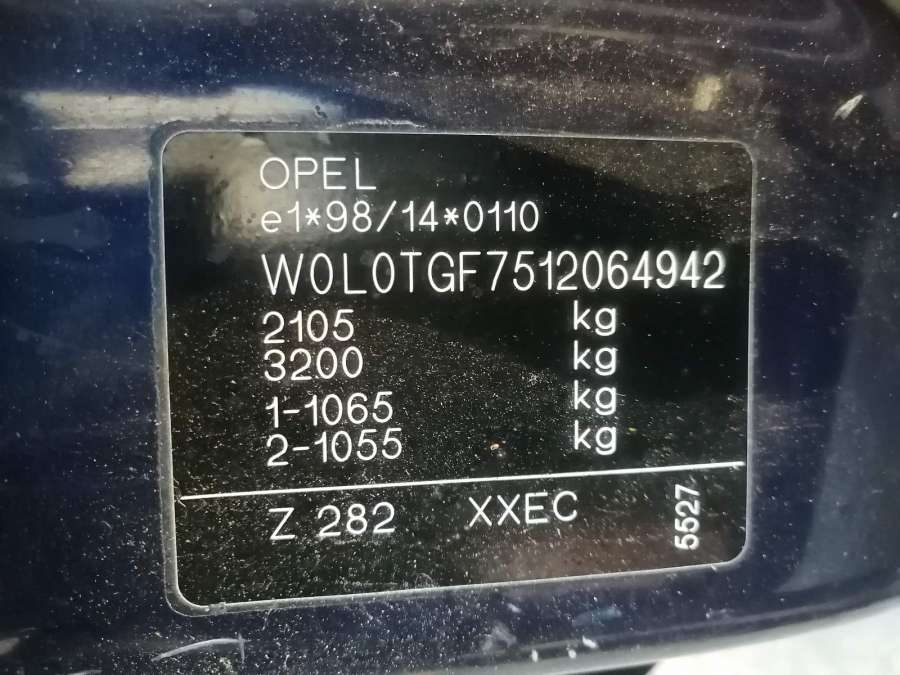 OPEL
e1*98/14*0110
W0L0TGF7512064942
2105 kg
3200 kg
1-1065 kg
2-1055 kg
Z 282 XXEC 5527